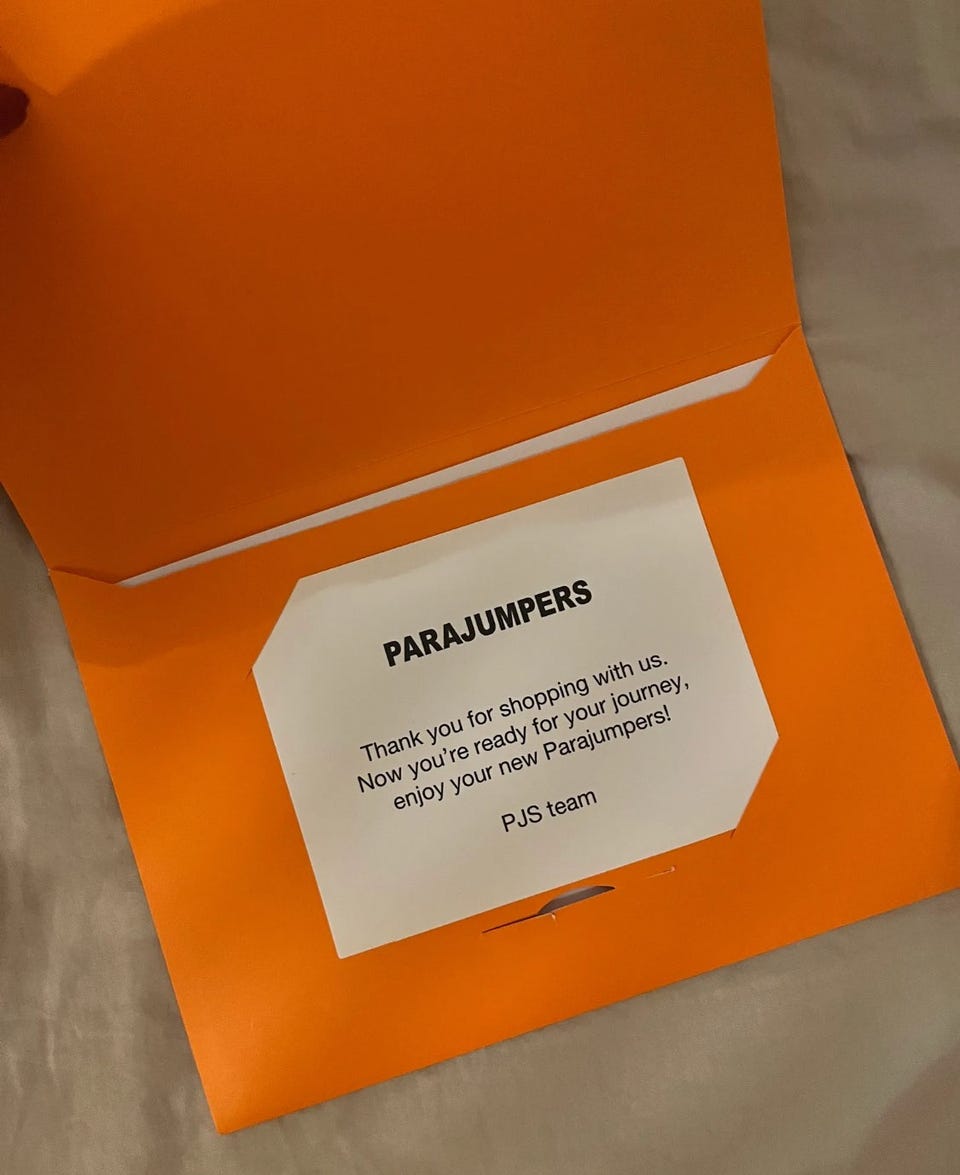 PARAJUMPERS
Thank you for shopping with us.
Now you're ready for your journey,
enjoy your new Parajumpers!
PJS team